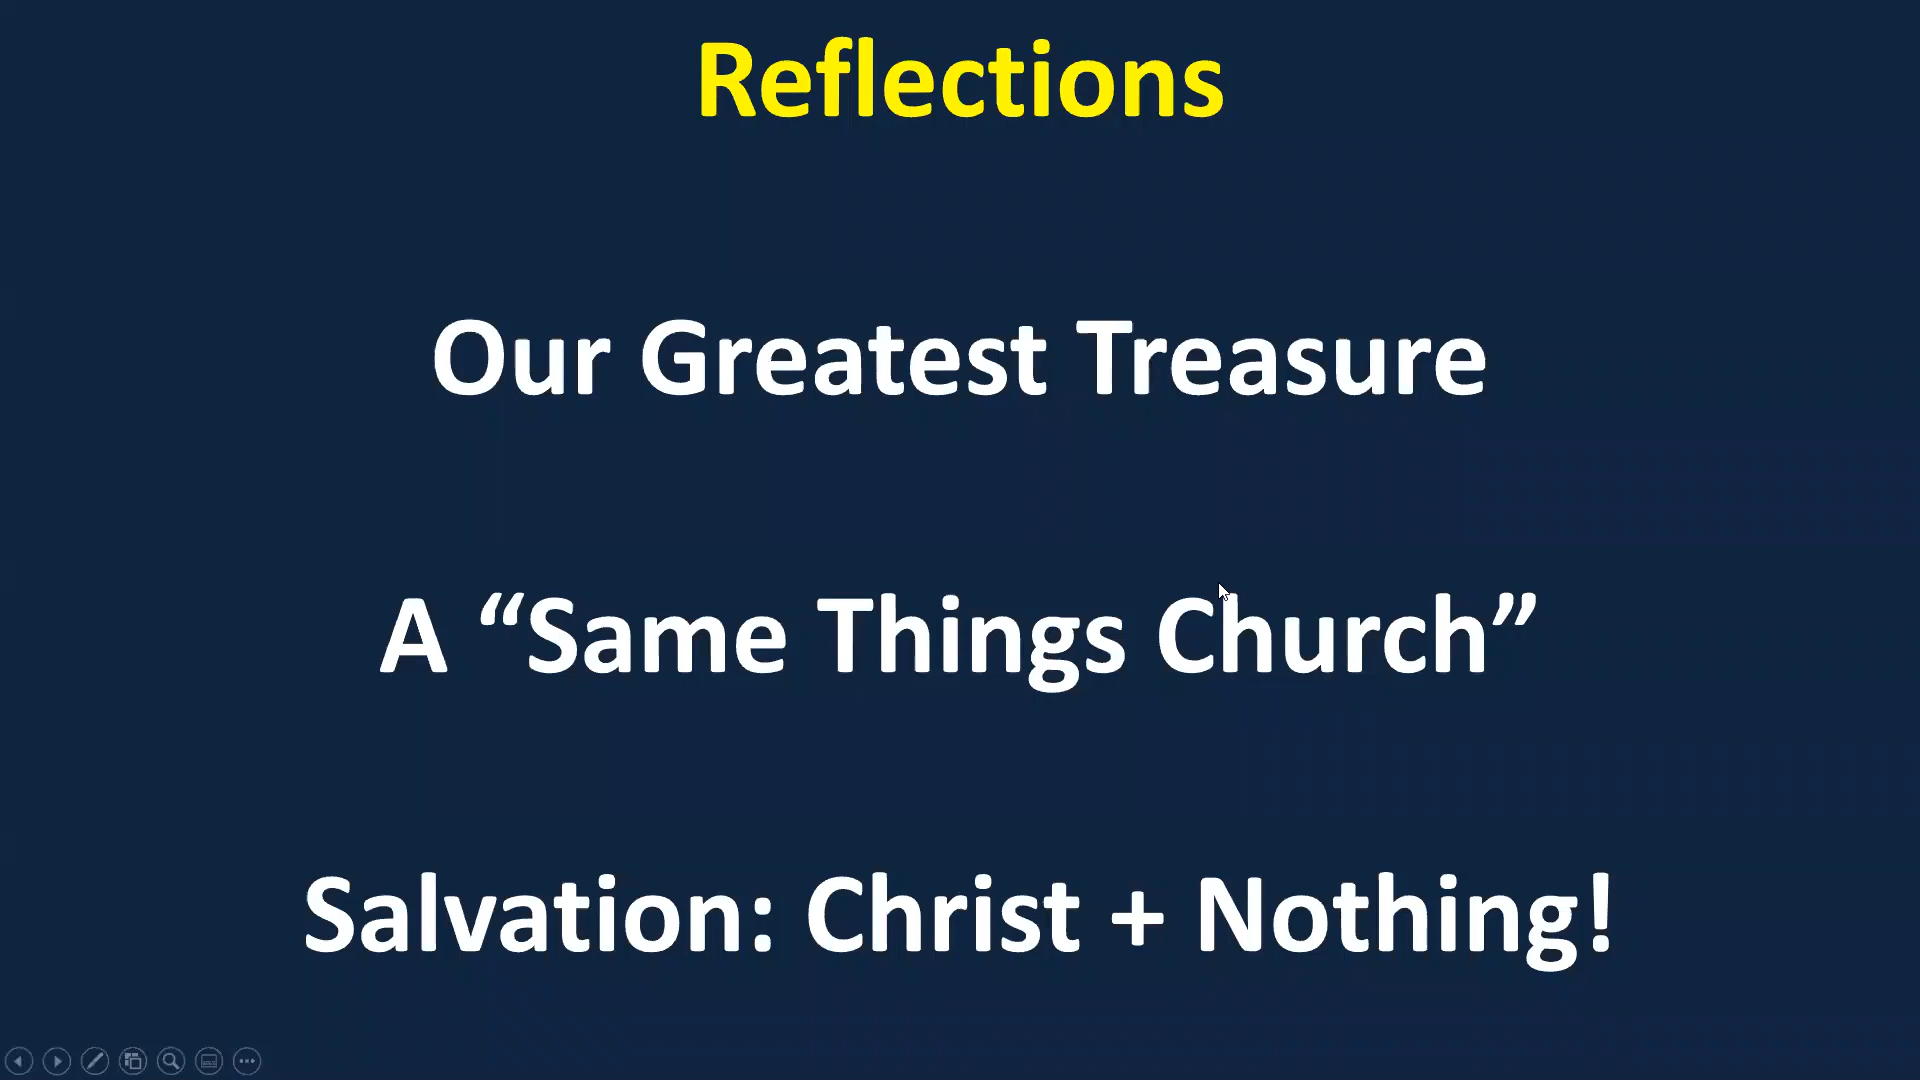 Reflections
Our Greatest Treasure
A “Same Things Church”
Salvation: Christ + Nothing!